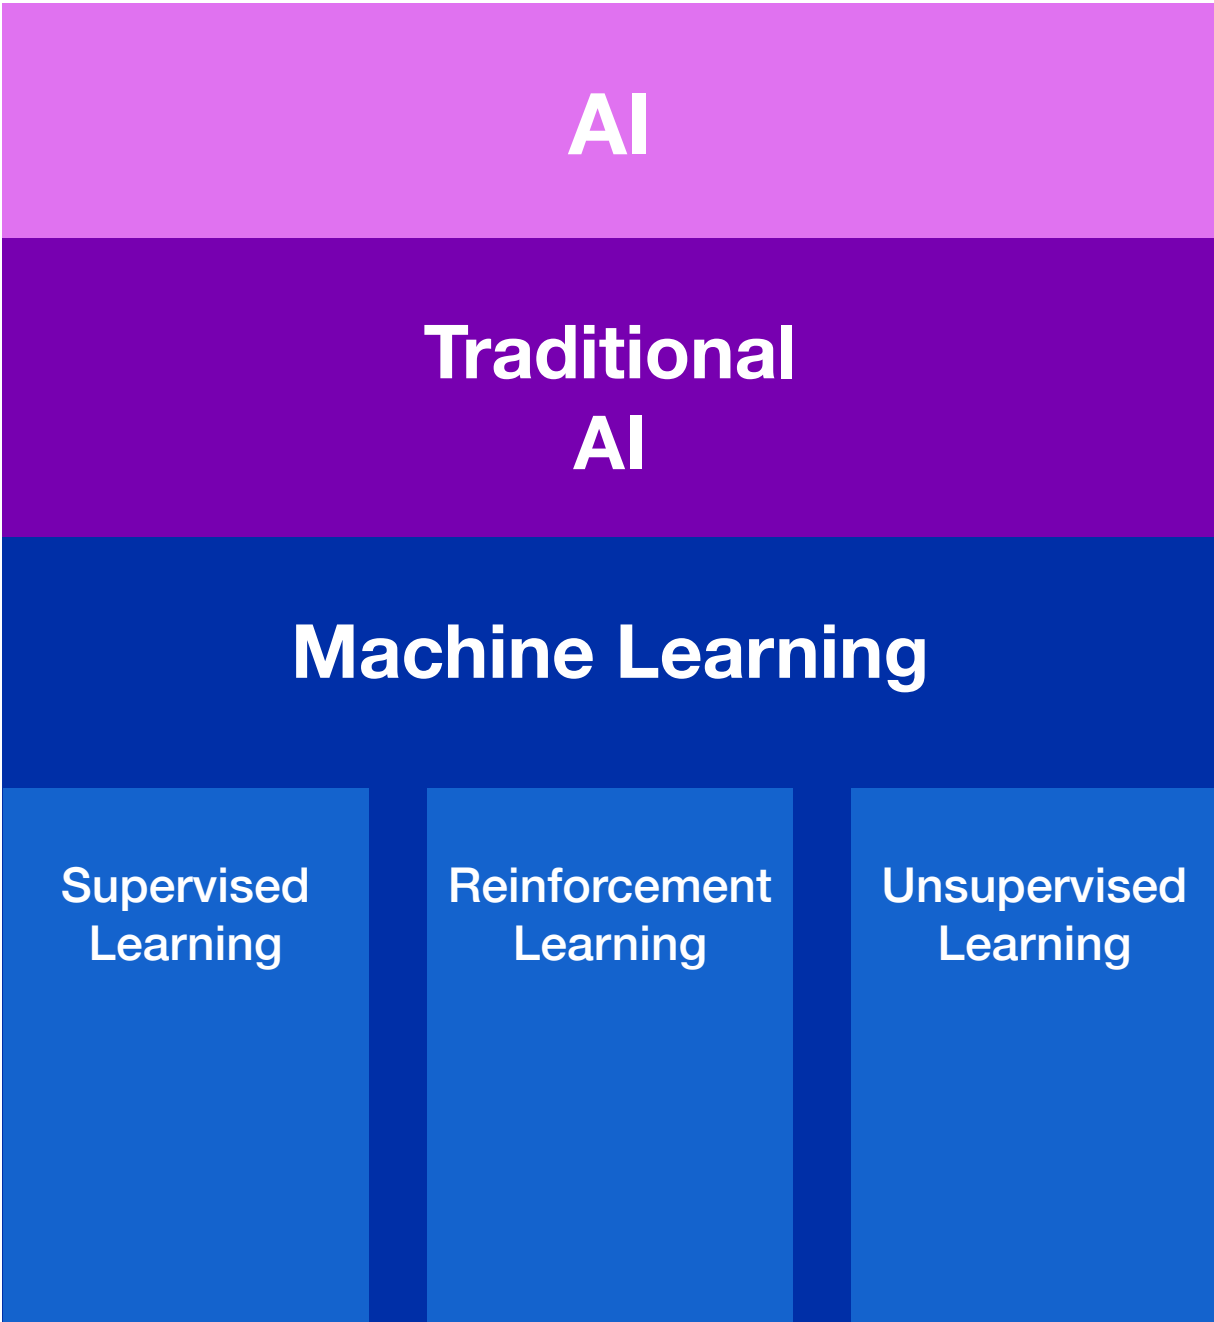 AI
Traditional
AI
Machine Learning
Supervised
Learning
Reinforcement
Learning
Unsupervised
Learning